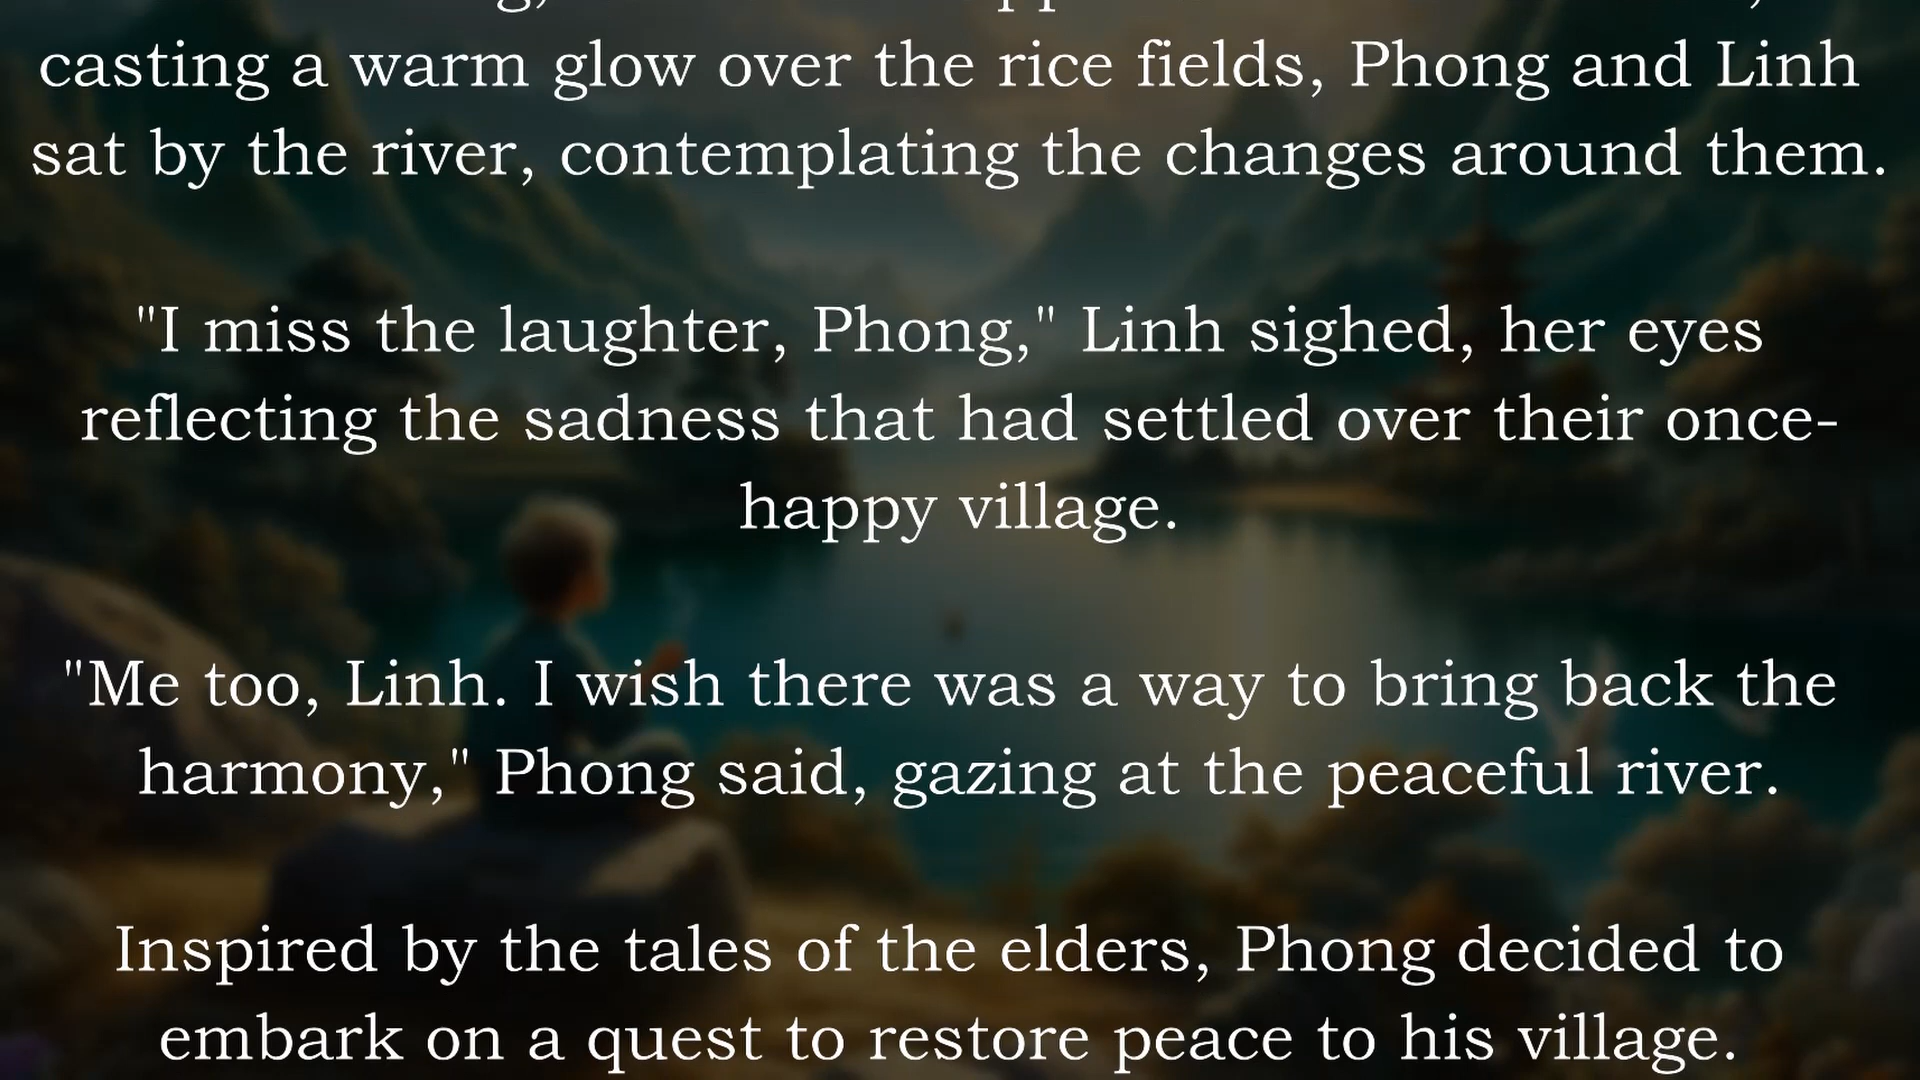 casting a warm glow over the rice fields, Phong and Linh
sat by the river, contemplating the changes around them.
"I miss the laughter, Phong," Linh sighed, her eyes
reflecting the sadness that had settled over their once-
happy village.
"Me too, Linh. I wish there was a way to bring back the
harmony," Phong said, gazing at the peaceful river.
Inspired by the tales of the elders, Phong decided to
embark on a quest to restore peace to his village.